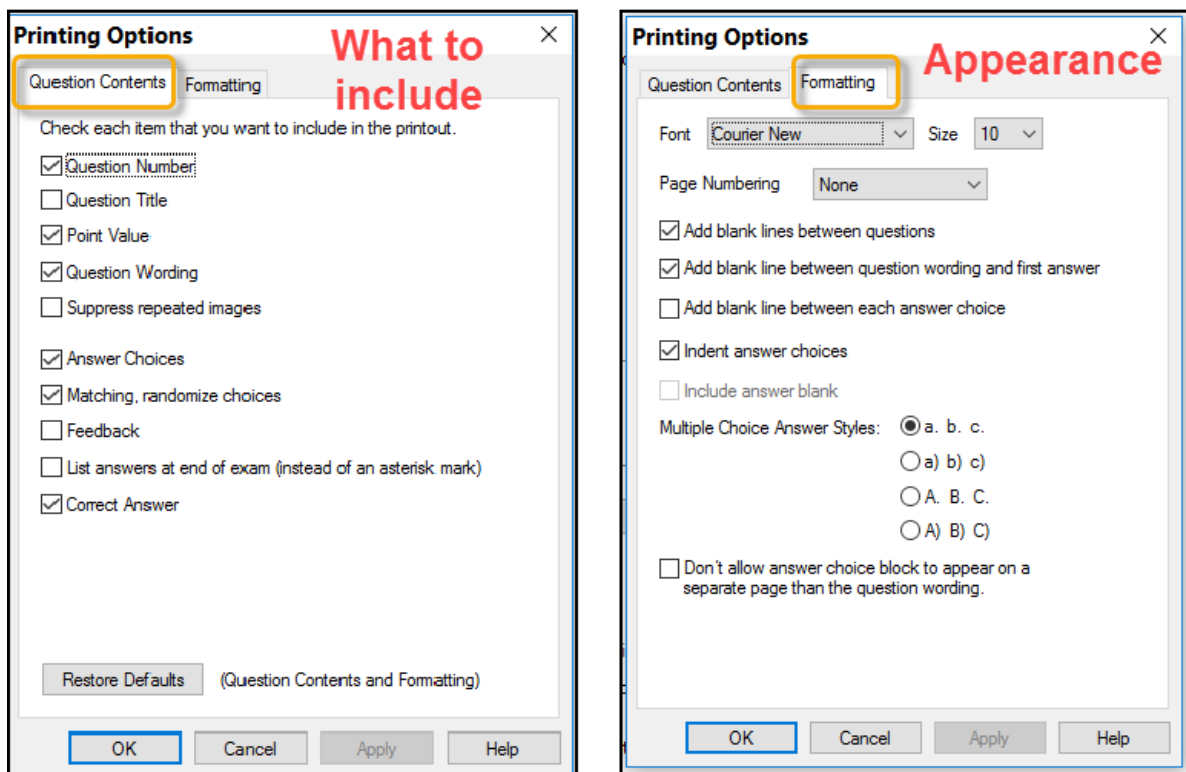 Printing Options
What to
include
Question Contents
Formatting
Check each item that you want to include in the printout.
Question Number
Question Title
Point Value
Question Wording
Suppress repeated images
Answer Choices
Matching, randomize choices
Feedback
List answers at end of exam (instead of an asterisk mark)
Correct Answer
Restore Defaults (Question Contents and Formatting)
OK Cancel Apply Help
Printing Options
Appearance
Question Contents Formatting
Font Courier New Size 10
Page Numbering None
Add blank lines between questions
Add blank line between question wording and first answer
Add blank line between each answer choice
Indent answer choices
Include answer blank
Multiple Choice Answer Styles: a. b. c.
a) b) c)
A. B. C.
A) B) C)
Don't allow answer choice block to appear on a
separate page than the question wording.
OK Cancel Apply Help